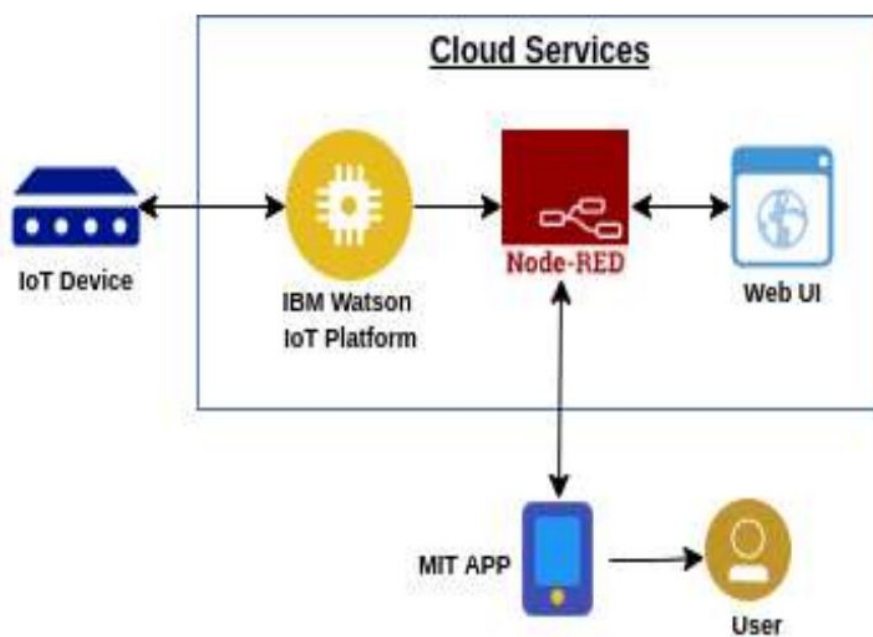 Cloud Services
IoT Device
IBM Watson
IoT Platform
Node-RED
Web UI
MIT APP
User